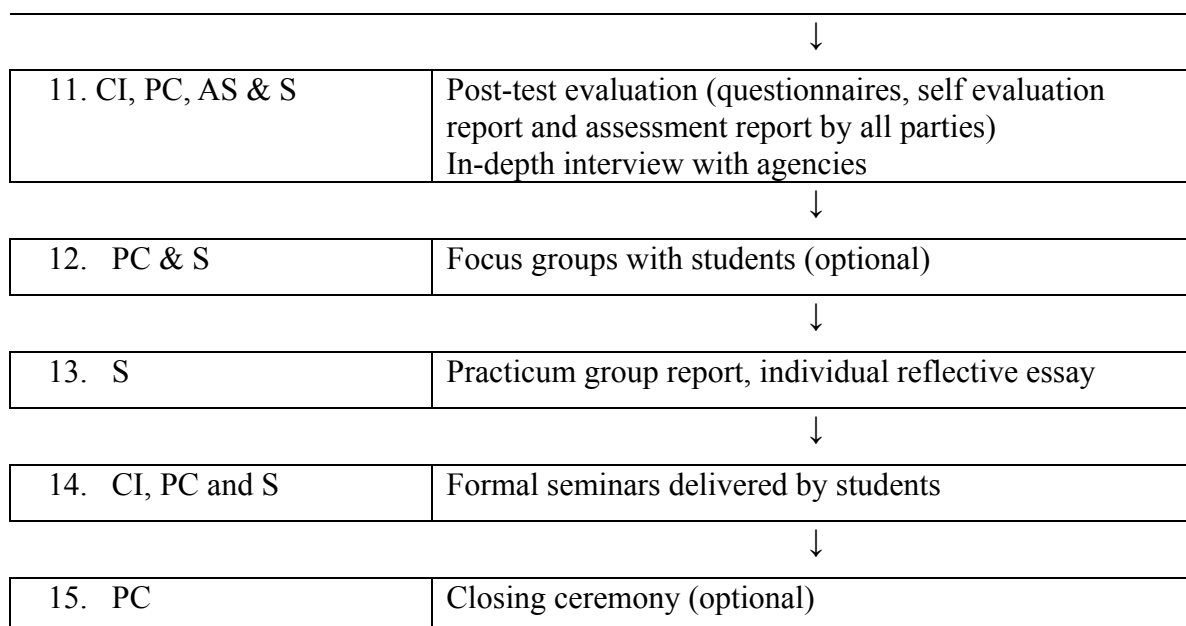 ↓
11. CI, PC, AS & S Post-test evaluation (questionnaires, self evaluation
report and assessment report by all parties)
In-depth interview with agencies
↓
12. PC & S Focus groups with students (optional)
↓
13. S Practicum group report, individual reflective essay
↓
14. CI, PC and S Formal seminars delivered by students
↓
15. PC Closing ceremony (optional)